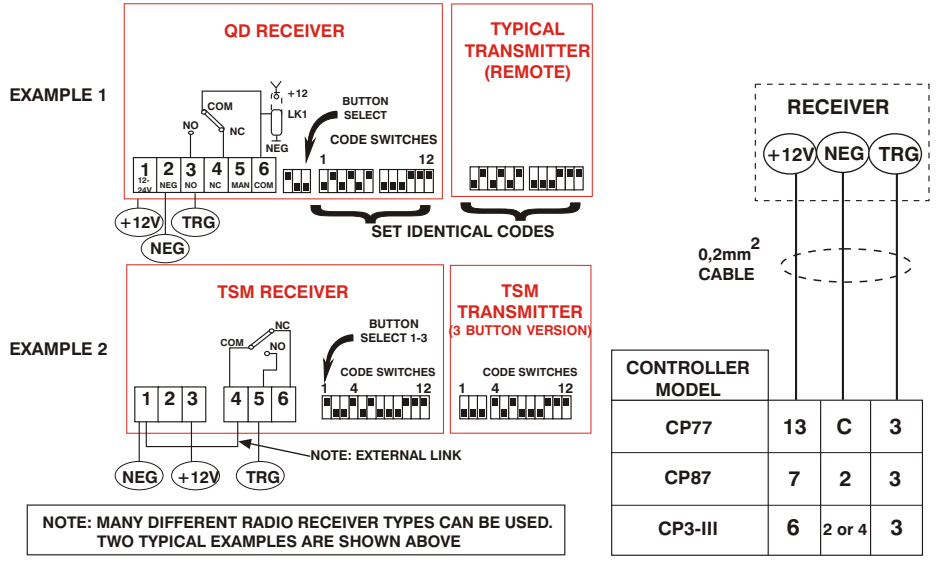 EXAMPLE 1
QD RECEIVER
+12
COM
LK1
NO
NC
NEG
BUTTON
SELECT
CODE SWITCHES
1 12
1 2 3 4 5 6
12-
24V NEG NO NC MAN COM
+12V
NEG
TRG
TYPICAL
TRANSMITTER
(REMOTE)
SET IDENTICAL CODES
EXAMPLE 2
TSM RECEIVER
NC
COM
NO
BUTTON
SELECT 1-3
CODE SWITCHES
1 4 12
1 2 3 4 5 6
NOTE: EXTERNAL LINK
NEG +12V TRG
TSM
TRANSMITTER
(3 BUTTON VERSION)
CODE SWITCHES
1 4 12
NOTE: MANY DIFFERENT RADIO RECEIVER TYPES CAN BE USED.
TWO TYPICAL EXAMPLES ARE SHOWN ABOVE
RECEIVER
+12V NEG TRG
0,2mm2
CABLE
CONTROLLER
MODEL
CP77 13 C 3
CP87 7 2 3
CP3-III 6 2 or 4 3